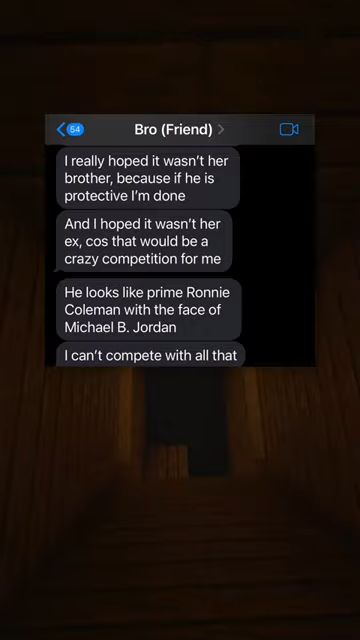 54
Bro (Friend)
I really hoped it wasn't her
brother, because if he is
protective I'm done
And I hoped it wasn't her
ex, cos that would be a
crazy competition for me
He looks like prime Ronnie
Coleman with the face of
Michael B. Jordan
I can't compete with all that